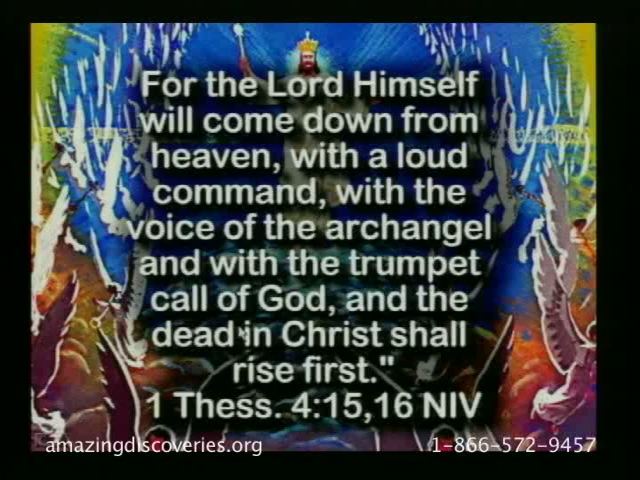 For the Lord Himself
will come down from
heaven, with a loud
command, with the
voice of the archangel
and with the trumpet
call of God, and the
dead in Christ shall
rise first."
1 Thess. 4:15,16 NIV
amazingdiscoveries.org 1-866-572-9457